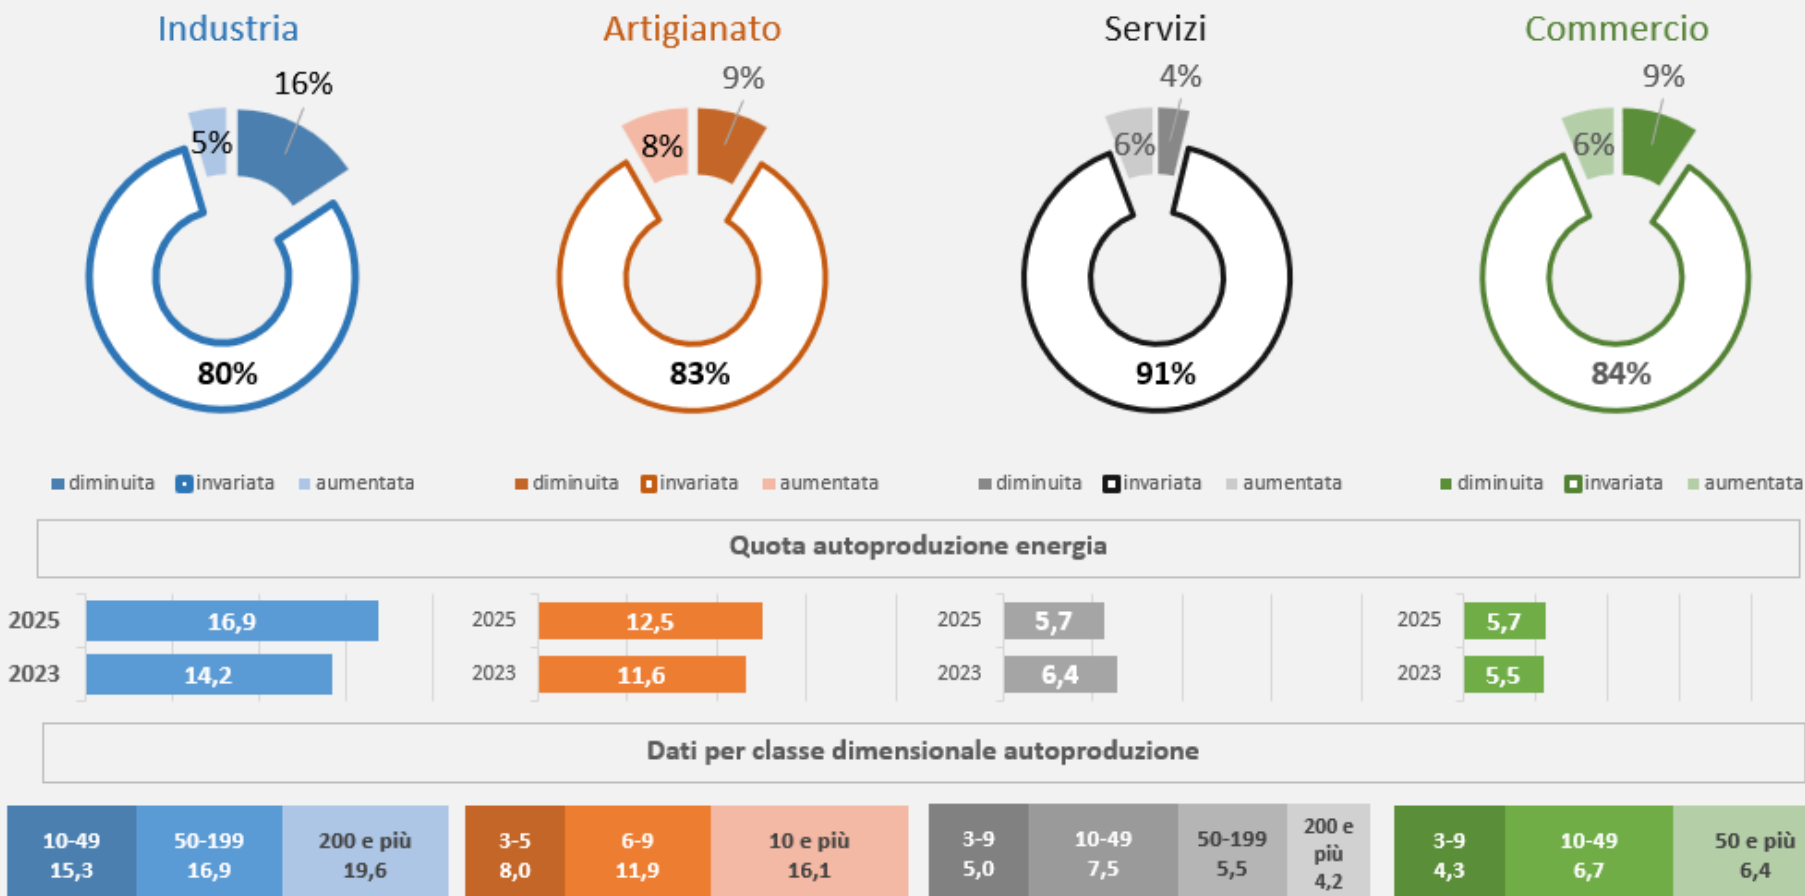 Industria
16%
5%
80%
diminuita invariata aumentata
Artigianato
9%
8%
83%
diminuita invariata aumentata
Servizi
4%
6%
91%
diminuita invariata aumentata
Commercio
9%
6%
84%
diminuita invariata aumentata
Quota autoproduzione energia
2025 16,9
2023 14,2
2025 12,5
2023 11,6
2025 5,7
2023 6,4
2025 5,7
2023 5,5
Dati per classe dimensionale autoproduzione
10-49
15,3
50-199
16,9
200 e più
19,6
3-5
8,0
6-9
11,9
10 e più
16,1
3-9
5,0
10-49
7,5
50-199
5,5
200 e
più
4,2
3-9
4,3
10-49
6,7
50 e più
6,4